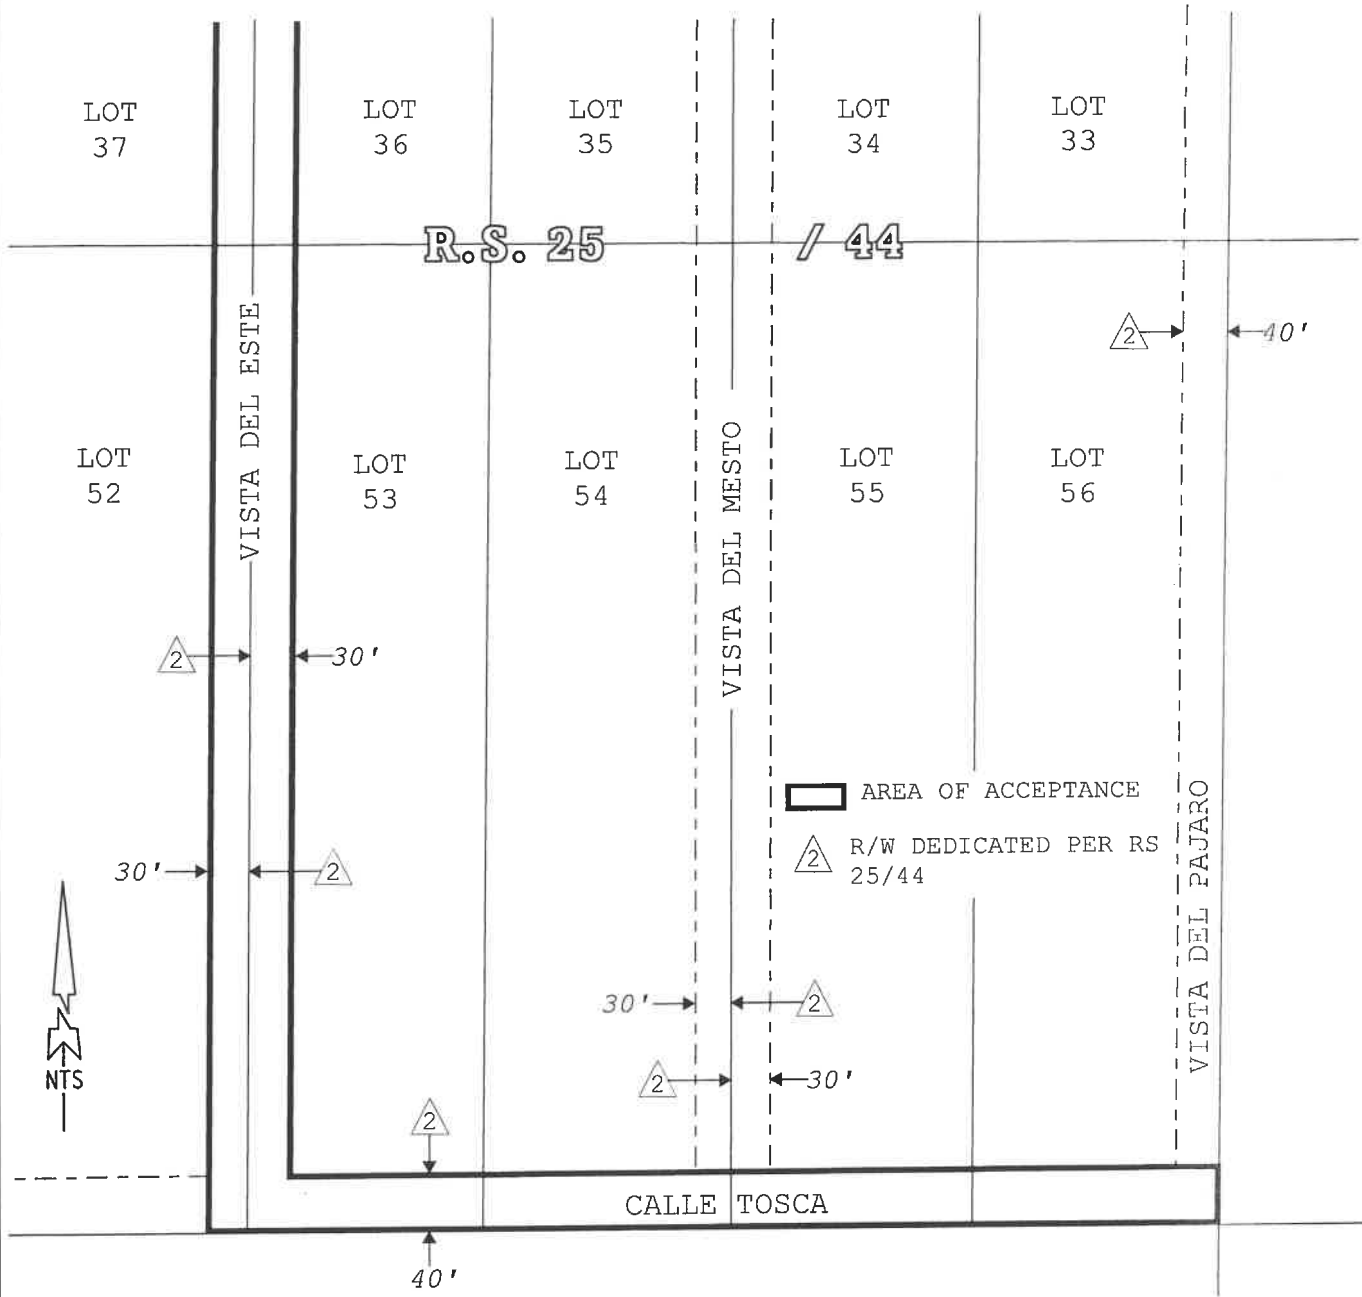 LOT
37
LOT
36
LOT
35
LOT
34
LOT
33
R.S. 25 / 44
2
40'
VISTA DEL ESTE
LOT
52
LOT
53
LOT
54
VISTA DEL MESTO
LOT
55
LOT
56
2
30'
AREA OF ACCEPTANCE
2
R/W DEDICATED PER RS
25/44
VISTA DEL PAJARO
30'
2
30'
2
2
30'
NTS
2
CALLE TOSCA
40'